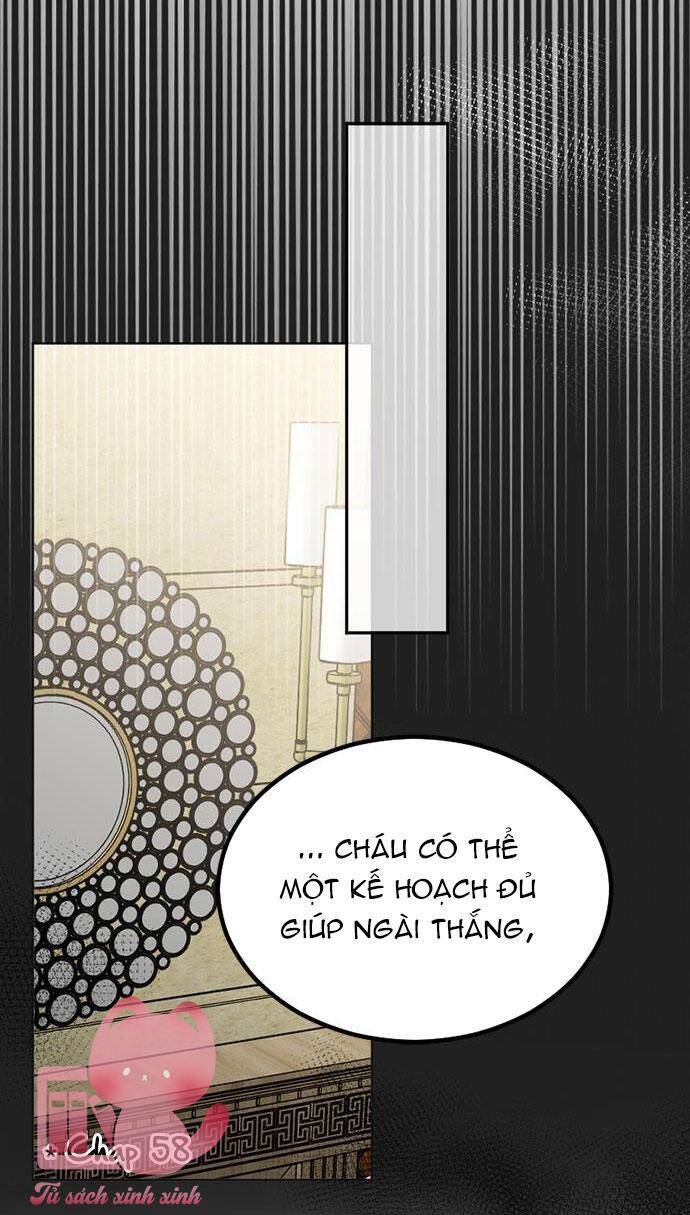 ... CHÁU CÓ THỂ
MỘT KẾ HOẠCH ĐỦ
GIÚP NGÀI THẮNG,
Chap 58
Tủ sách xinh xinh